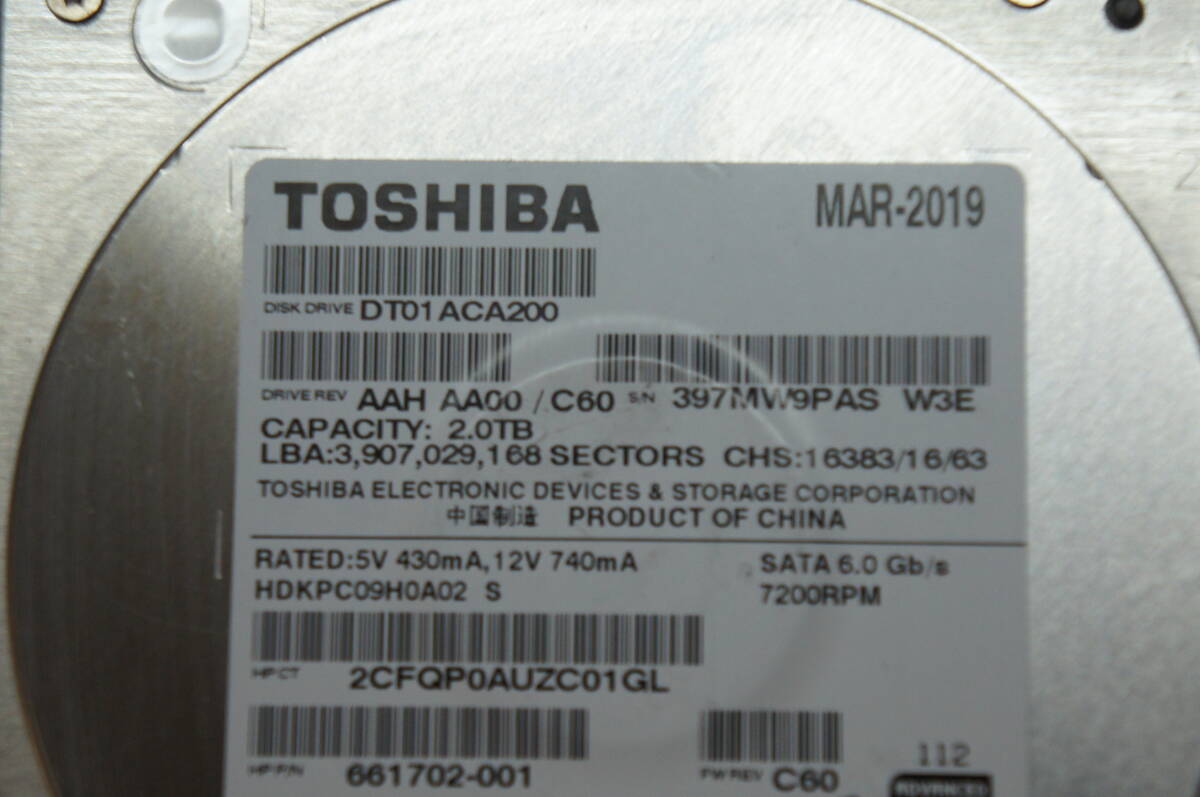 TOSHIBA MAR-2019
DISK DRIVE DT01ACA200
DRIVE REV AAH AA00 / C60 S/N 397MW9PAS W3E
CAPACITY: 2.0TB
LBA:3,907,029,168 SECTORS CHS:16383/16/63
TOSHIBA ELECTRONIC DEVICES & STORAGE CORPORATION
中国制造 PRODUCT OF CHINA
RATED:5V 430mA,12V 740mA SATA 6.0 Gb/s
HDKPC09H0A02 S 7200RPM
HP CT 2CFQP0AUZC01GL
112
HP P/N 661702-001 FW REV C60
ADVANCED